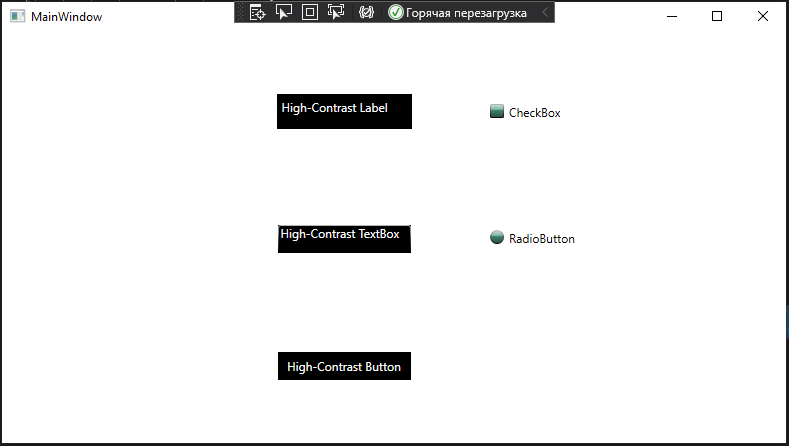 MainWindow
Горячая перезагрузка
High-Contrast Label
CheckBox
High-Contrast TextBox
RadioButton
High-Contrast Button